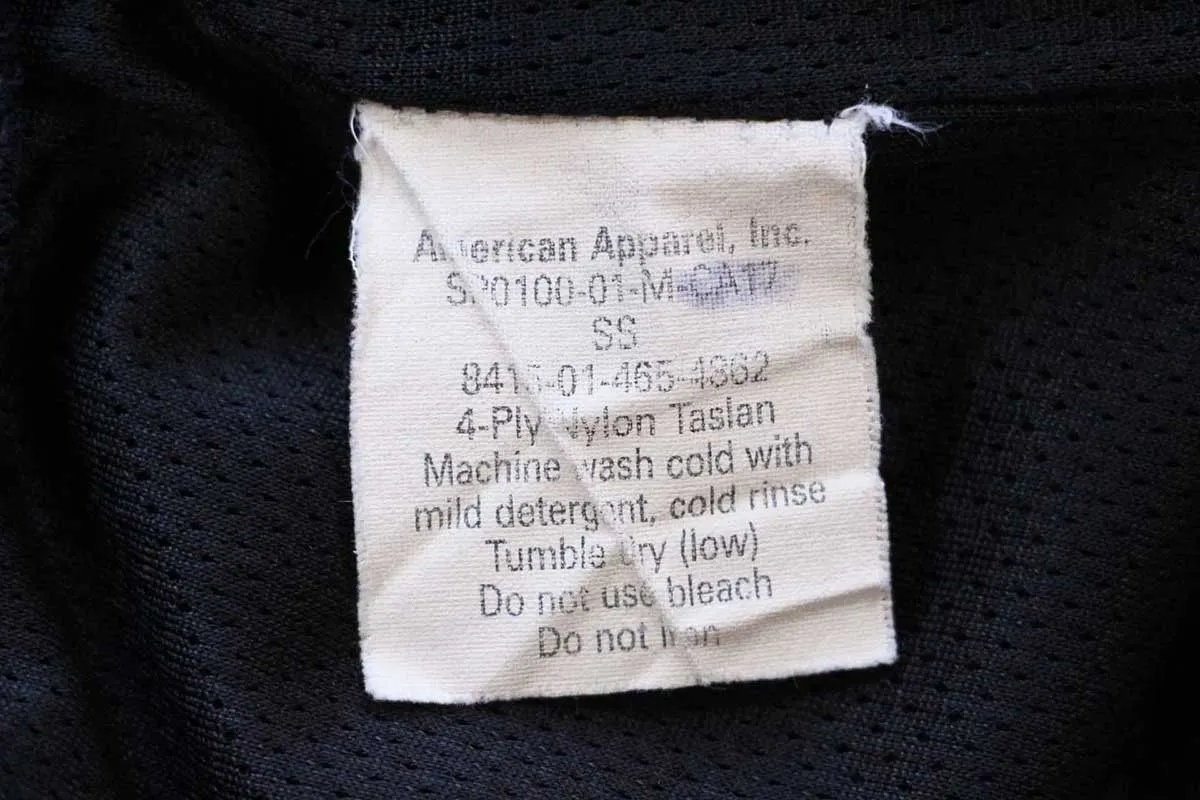 American Apparel, Inc.
SP0100-01-M-CA17
SS
8415-01-465-4862
4-Ply Nylon Taslan
Machine wash cold with
mild detergent, cold rinse
Tumble dry (low)
Do not use bleach
Do not Iron